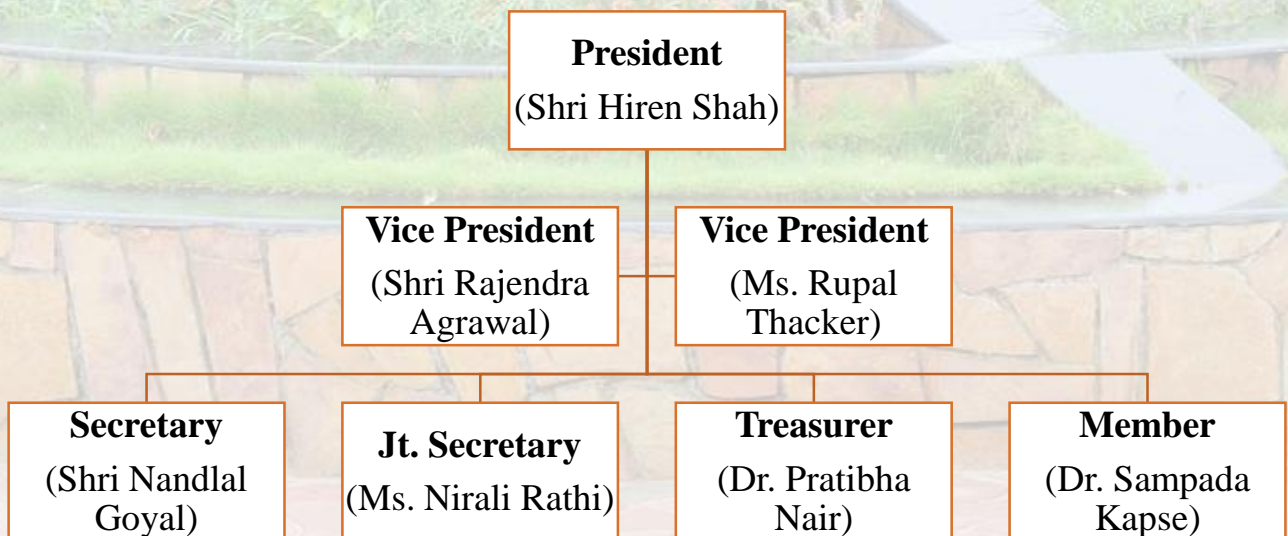 President
(Shri Hiren Shah)
Vice President
(Shri Rajendra
Agrawal)
Vice President
(Ms. Rupal
Thacker)
Secretary
(Shri Nandlal
Goyal)
Jt. Secretary
(Ms. Nirali Rathi)
Treasurer
(Dr. Pratibha
Nair)
Member
(Dr. Sampada
Kapse)